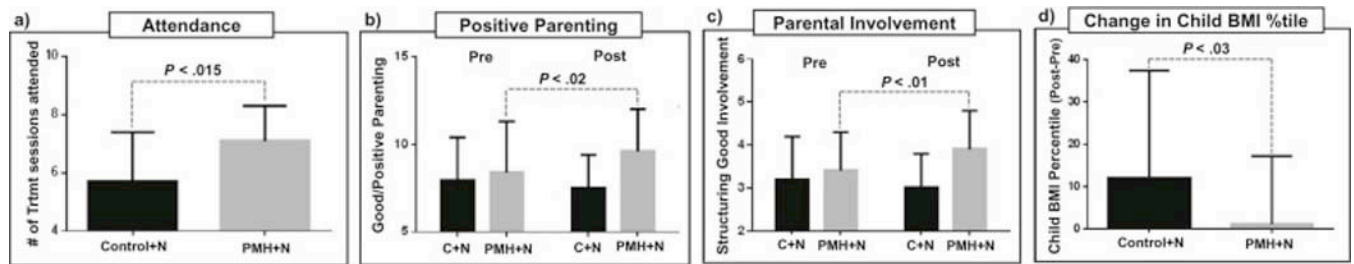 a)
Attendance
# of Trtmt sessions attended
10
8
6
4
P < .015
Control+N
PMH+N
b)
Positive Parenting
Good/Positive Parenting
15
10
5
Pre
Post
P < .02
C+N
PMH+N
C+N
PMH+N
c)
Parental Involvement
Structuring Good Involvement
6
5
4
3
2
Pre
Post
P < .01
C+N
PMH+N
C+N
PMH+N
d)
Change in Child BMI %tile
Child BMI Percentile (Post-Pre)
40
30
20
10
0
P < .03
Control+N
PMH+N